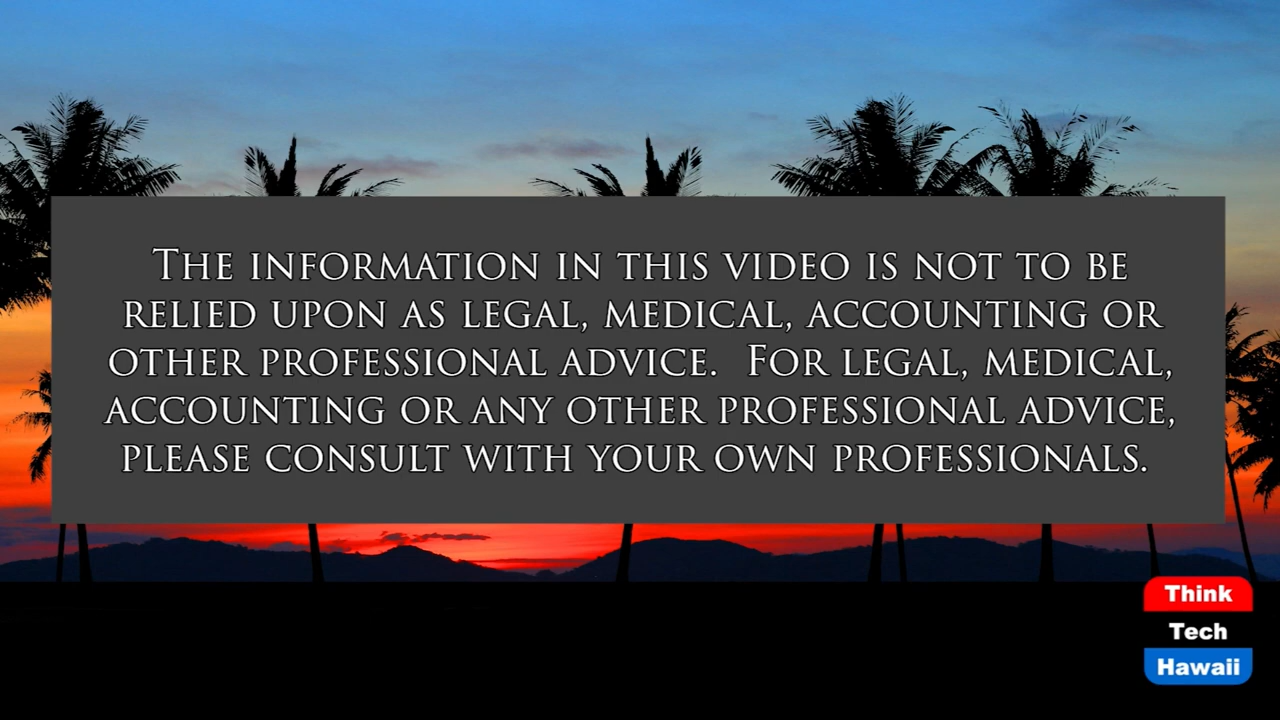 The information in this video is not to be
relied upon as legal, medical, accounting or
other professional advice. For legal, medical,
accounting or any other professional advice,
please consult with your own professionals.
Think
Tech
Hawaii